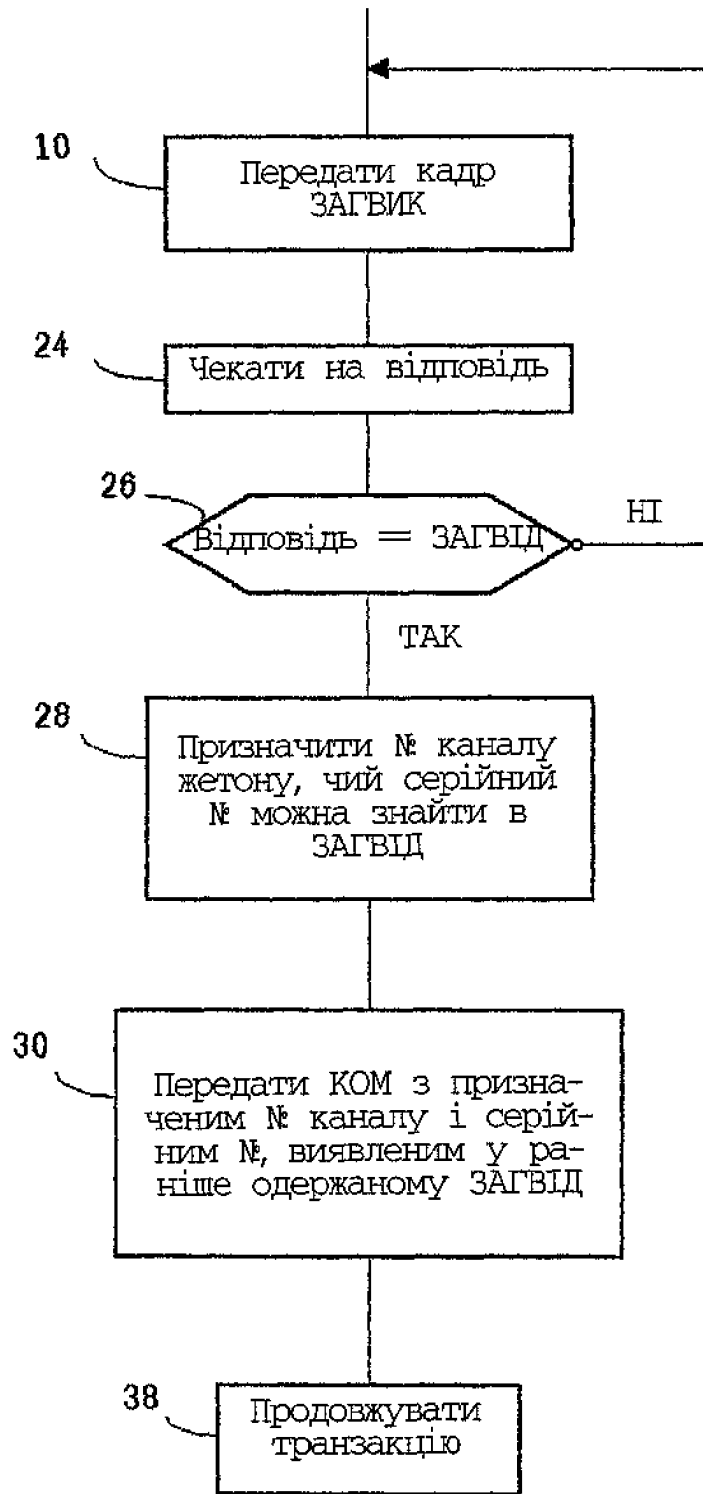 10
Передати кадр
ЗАГВИК
24
Чекати на відповідь
26
Відповідь = ЗАГВІД
НІ
ТАК
28
Призначити № каналу
жетону, чий серійний
№ можна знайти в
ЗАГВІД
30
Передати КОМ з призна-
ченим № каналу і серій-
ним №, виявленим у ра-
ніше одержаному ЗАГВІД
38
Продовжувати
транзакцію